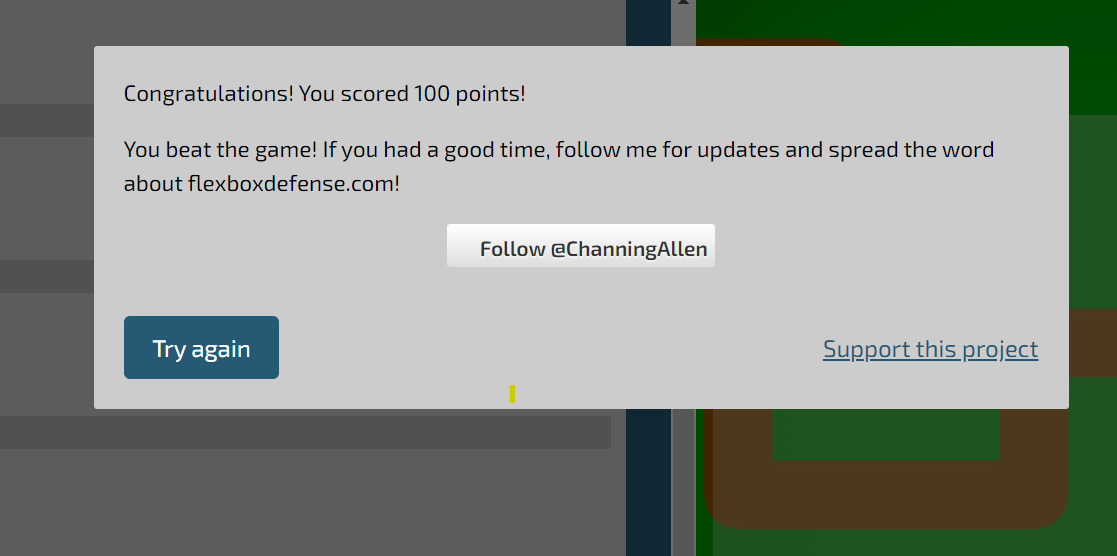 Congratulations! You scored 100 points!
You beat the game! If you had a good time, follow me for updates and spread the word
about flexboxdefense.com!
Follow @ChanningAllen
Try again
Support this project